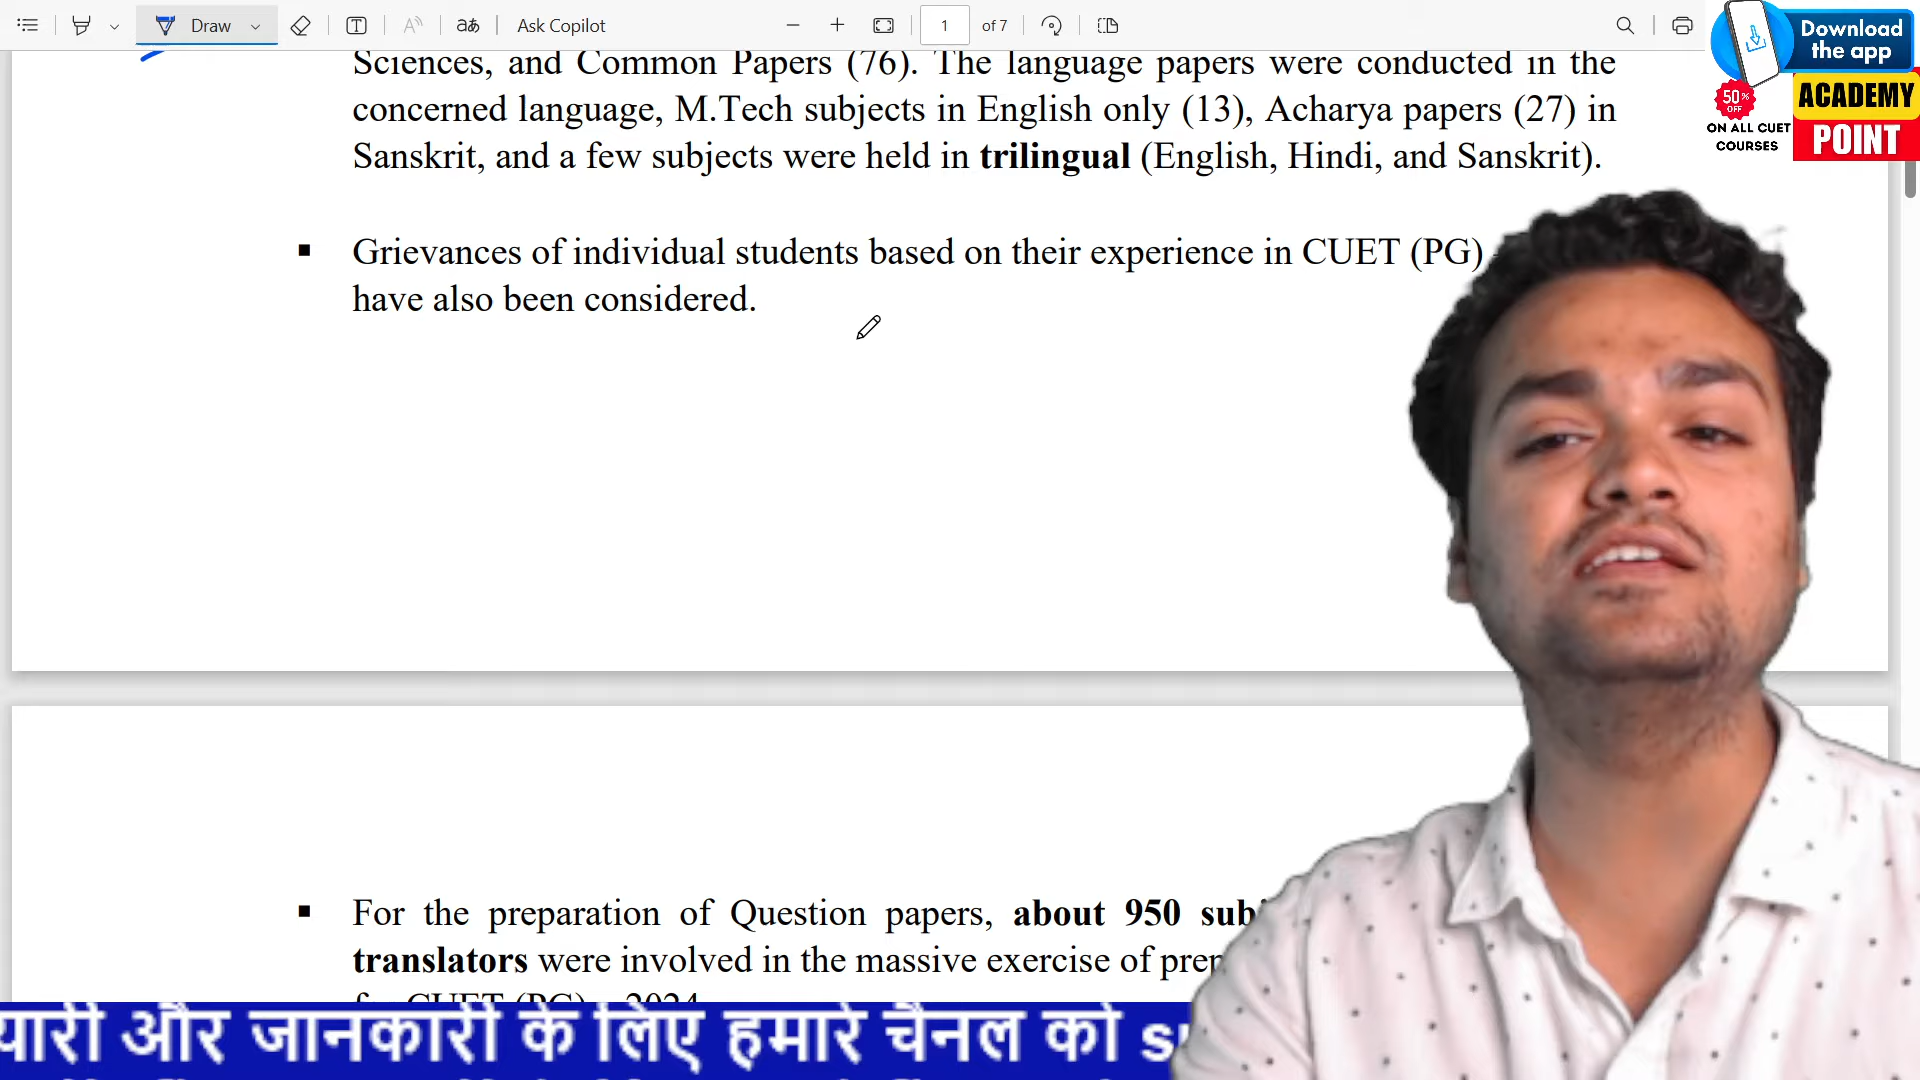 Draw
Ask Copilot
1 of 7
Download
the app
50%
OFF
ON ALL CUET
COURSES
ACADEMY
POINT
Sciences, and Common Papers (76). The language papers were conducted in the
concerned language, M.Tech subjects in English only (13), Acharya papers (27) in
Sanskrit, and a few subjects were held in trilingual (English, Hindi, and Sanskrit).
▪ Grievances of individual students based on their experience in CUET (PG)
have also been considered.
▪ For the preparation of Question papers, about 950
translators were involved in the massive exercise of
CUET (PG) – 2024
और जानकारी के लिए हमारे चैनल को